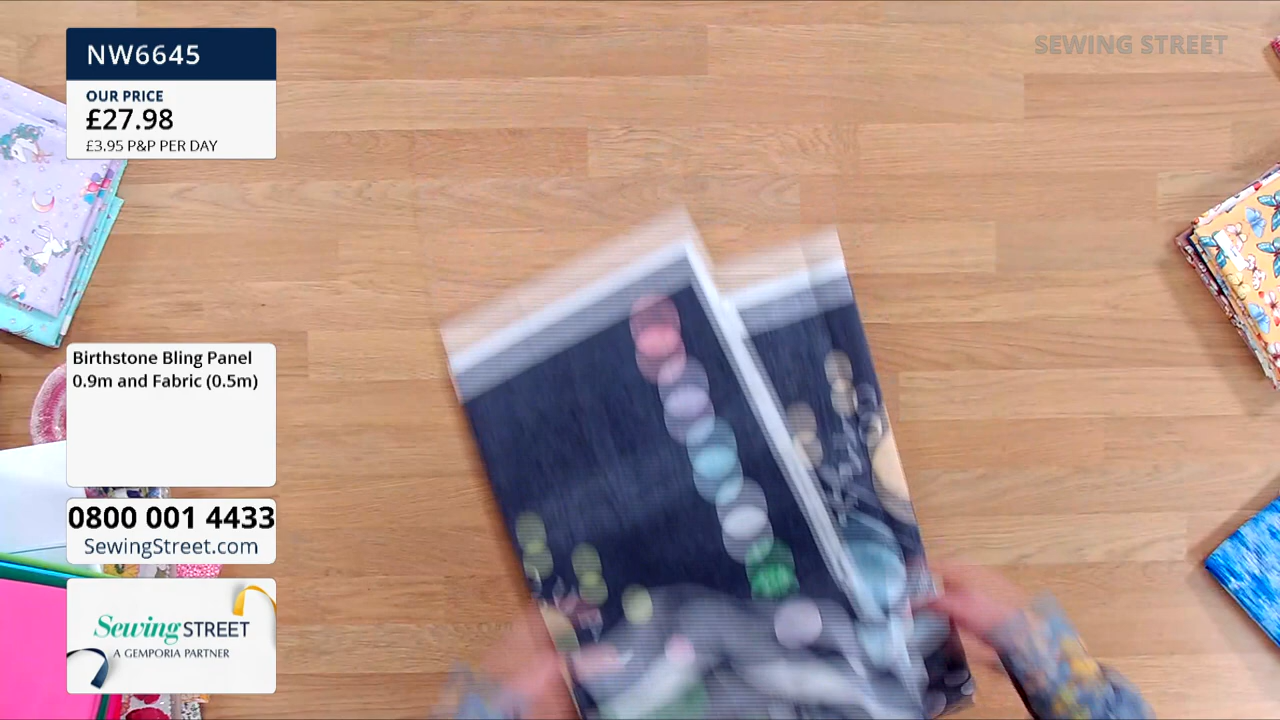 NW6645
OUR PRICE
£27.98
£3.95 P&P PER DAY
SEWING STREET
Birthstone Bling Panel
0.9m and Fabric (0.5m)
0800 001 4433
SewingStreet.com
Sewing STREET
A GEMPORIA PARTNER